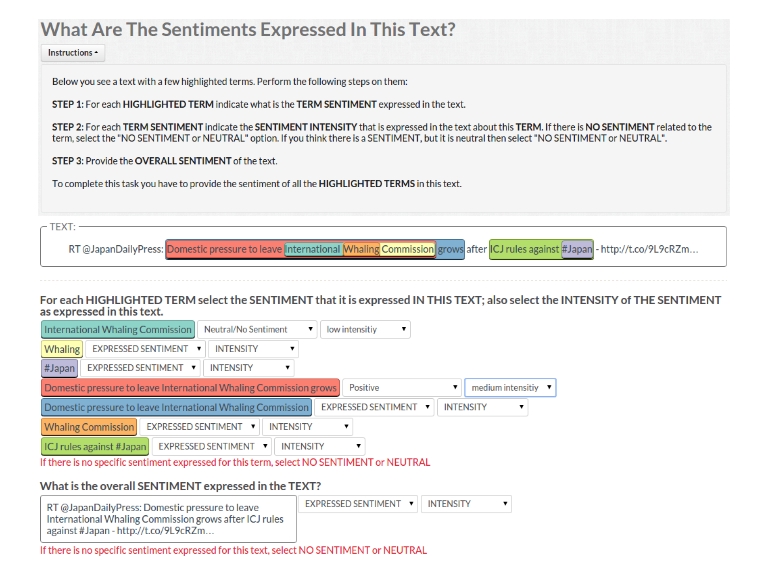 What Are The Sentiments Expressed In This Text?
Instructions
Below you see a text with a few highlighted terms. Perform the following steps on them:
STEP 1: For each HIGHLIGHTED TERM indicate what is the TERM SENTIMENT expressed in the text.
STEP 2: For each TERM SENTIMENT indicate the SENTIMENT INTENSITY that is expressed in the text about this TERM. If there is NO SENTIMENT related to the
term, select the "NO SENTIMENT or NEUTRAL" option. If you think there is a SENTIMENT, but it is neutral then select "NO SENTIMENT or NEUTRAL".
STEP 3: Provide the OVERALL SENTIMENT of the text.
To complete this task you have to provide the sentiment of all the HIGHLIGHTED TERMS in this text.
TEXT:
RT @JapanDailyPress: Domestic pressure to leave International Whaling Commission grows after ICJ rules against #Japan - http://t.co/9L9cRZm...
For each HIGHLIGHTED TERM select the SENTIMENT that it is expressed IN THIS TEXT; also select the INTENSITY of THE SENTIMENT
as expressed in this text.
International Whaling Commission Neutral/No Sentiment low intensitiy
Whaling EXPRESSED SENTIMENT INTENSITY
#Japan EXPRESSED SENTIMENT INTENSITY
Domestic pressure to leave International Whaling Commission grows Positive medium intensitiy
Domestic pressure to leave International Whaling Commission EXPRESSED SENTIMENT INTENSITY
Whaling Commission EXPRESSED SENTIMENT INTENSITY
ICJ rules against #Japan EXPRESSED SENTIMENT INTENSITY
If there is no specific sentiment expressed for this term, select NO SENTIMENT or NEUTRAL
What is the overall SENTIMENT expressed in the TEXT?
RT @JapanDailyPress: Domestic pressure to leave EXPRESSED SENTIMENT INTENSITY
International Whaling Commission grows after ICJ rules
against #Japan - http://t.co/9L9cRZm...
If there is no specific sentiment expressed for this text, select NO SENTIMENT or NEUTRAL